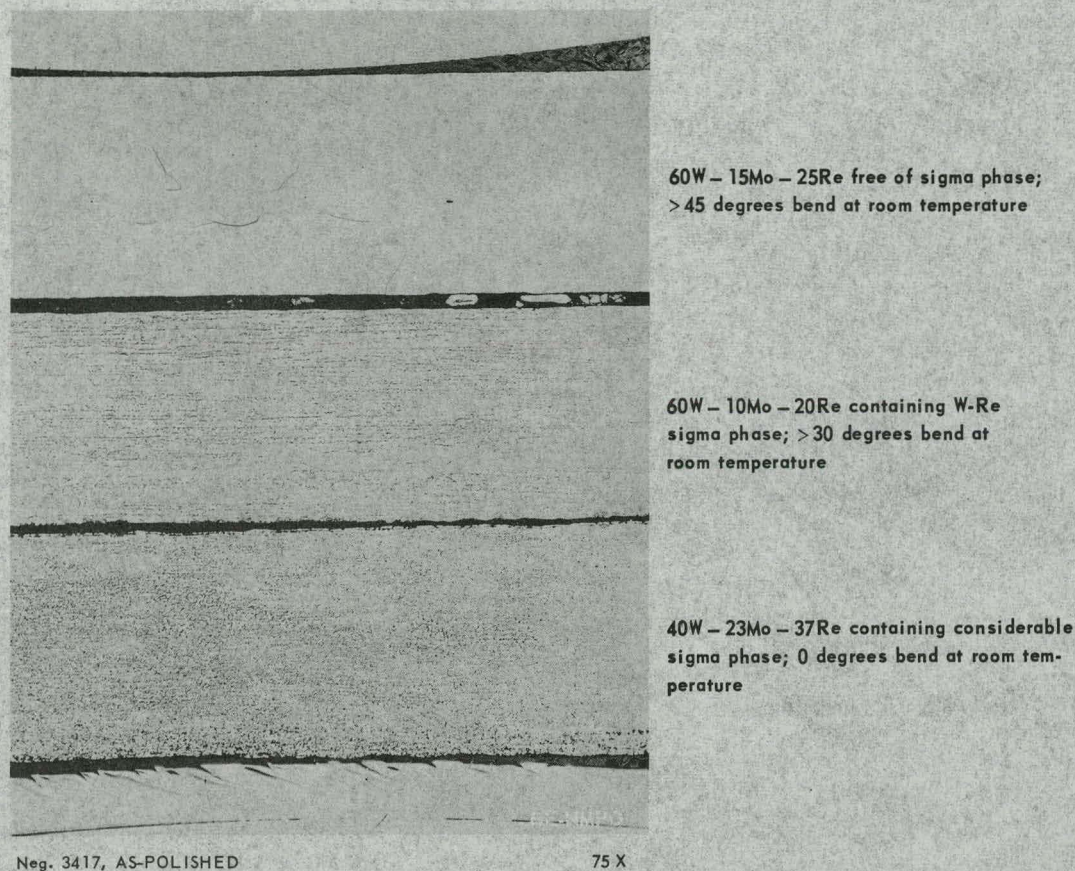 60W – 15Mo – 25Re free of sigma phase;
>45 degrees bend at room temperature
60W – 10Mo – 20Re containing W-Re
sigma phase; >30 degrees bend at
room temperature
40W – 23Mo – 37Re containing considerable
sigma phase; 0 degrees bend at room tem-
perature
Neg. 3417, AS-POLISHED
75 X